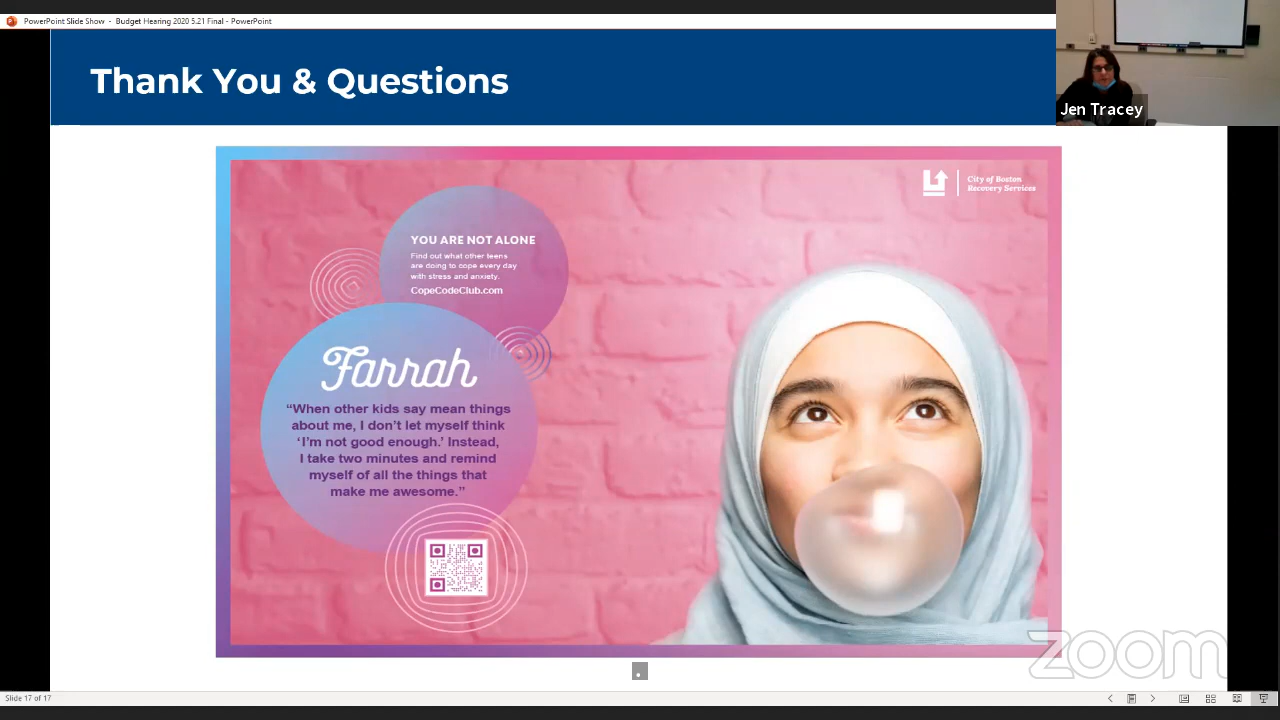 PowerPoint Slide Show - Budget Hearing 2020 5.21 Final - PowerPoint
Thank You & Questions
Jen Tracey
City of Boston
Recovery Services
YOU ARE NOT ALONE
Find out what other teens
are doing to cope every day
with stress and anxiety.
CopeCodeClub.com
Farrah
“When other kids say mean things
about me, I don’t let myself think
‘I’m not good enough.’ Instead,
I take two minutes and remind
myself of all the things that
make me awesome.”
zoom
.
Slide 17 of 17